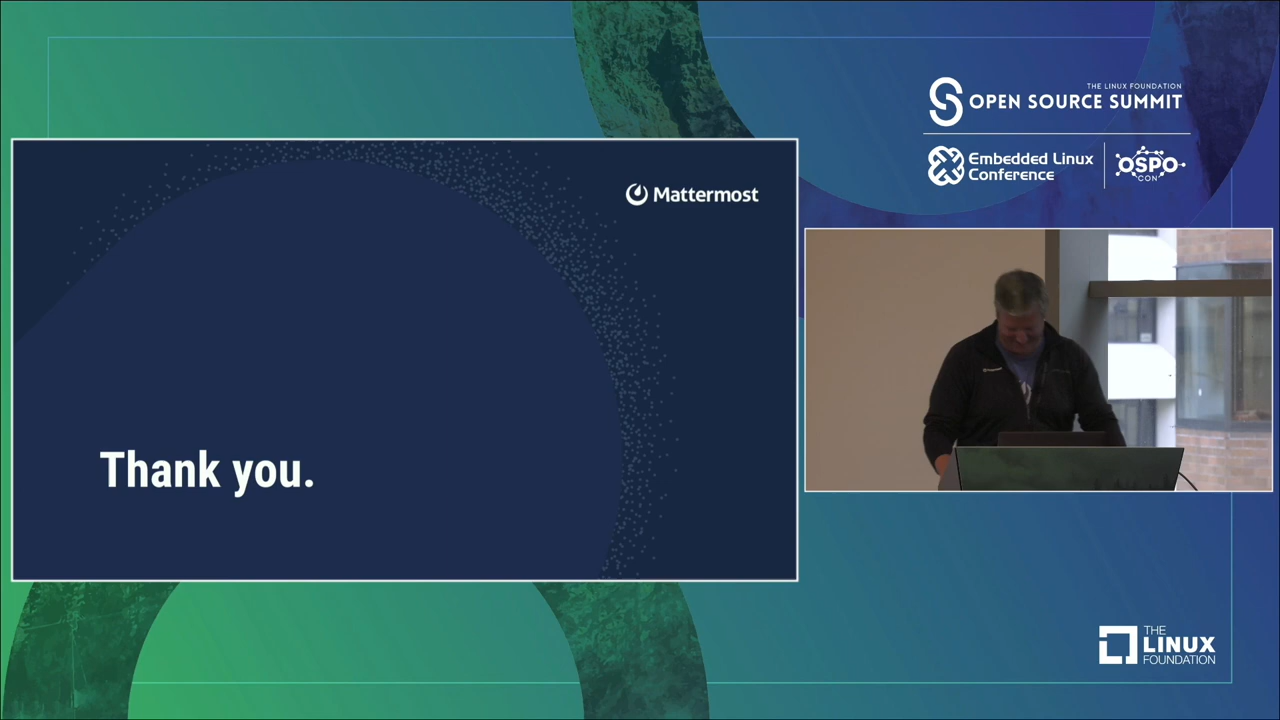 THE LINUX FOUNDATION
OPEN SOURCE SUMMIT
Embedded Linux
Conference
OSPO
CON
Mattermost
Thank you.
THE
LINUX
FOUNDATION